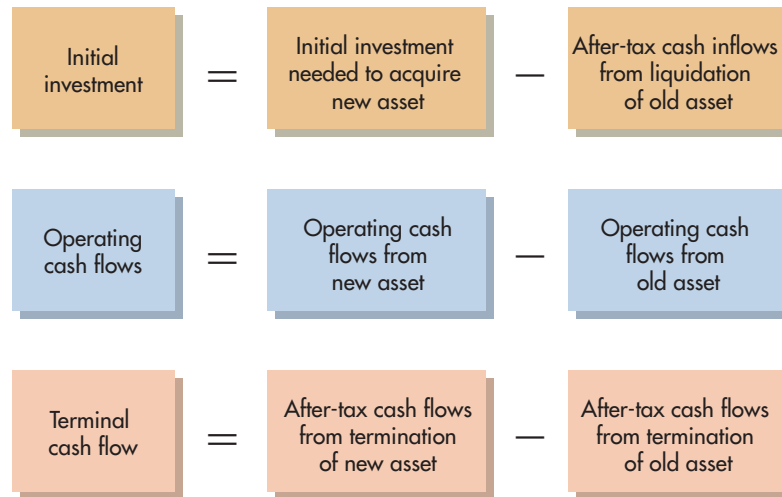 Initial
investment
=
Initial investment
needed to acquire
new asset
–
After-tax cash inflows
from liquidation
of old asset
Operating
cash flows
=
Operating cash
flows from
new asset
–
Operating cash
flows from
old asset
Terminal
cash flow
=
After-tax cash flows
from termination
of new asset
–
After-tax cash flows
from termination
of old asset